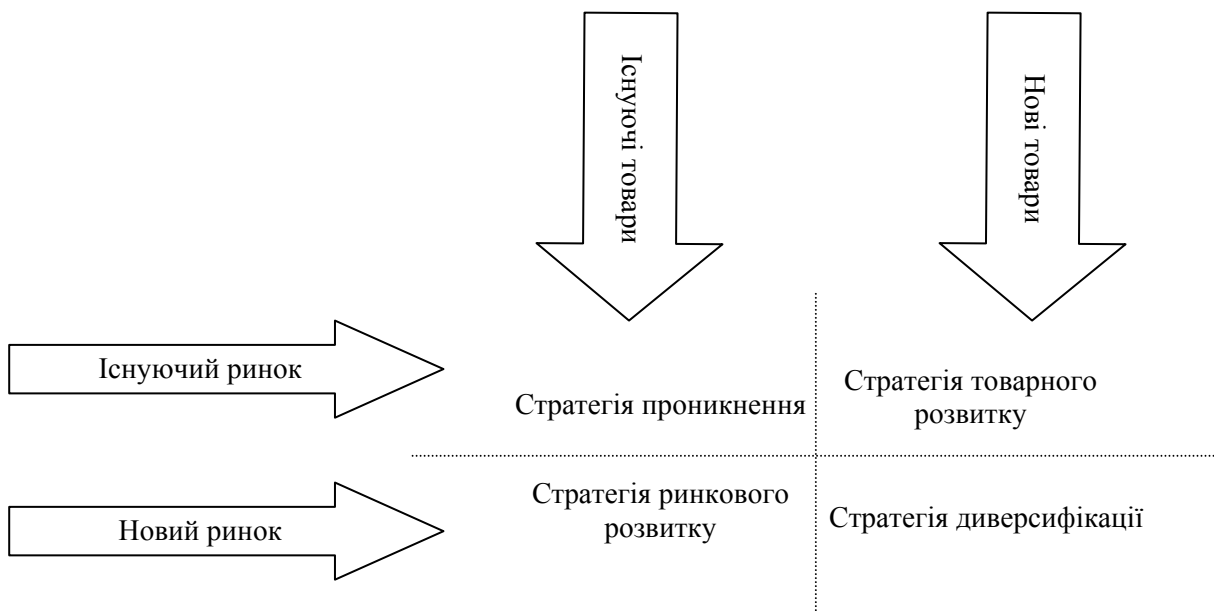 Існуючі товари
Нові товари
Існуючий ринок
Стратегія проникнення
Стратегія товарного
розвитку
Новий ринок
Стратегія ринкового
розвитку
Стратегія диверсифікації